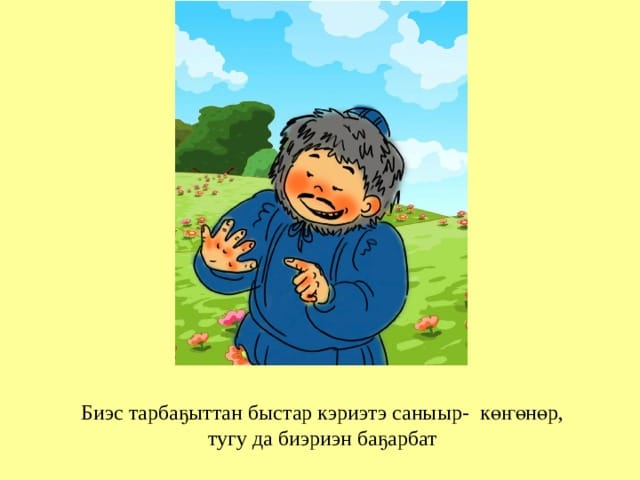 Биэс тарбаҕыттан быстар кэриэтэ саныыр- көҥөнөр,
тугу да биэриэн баҕарбат